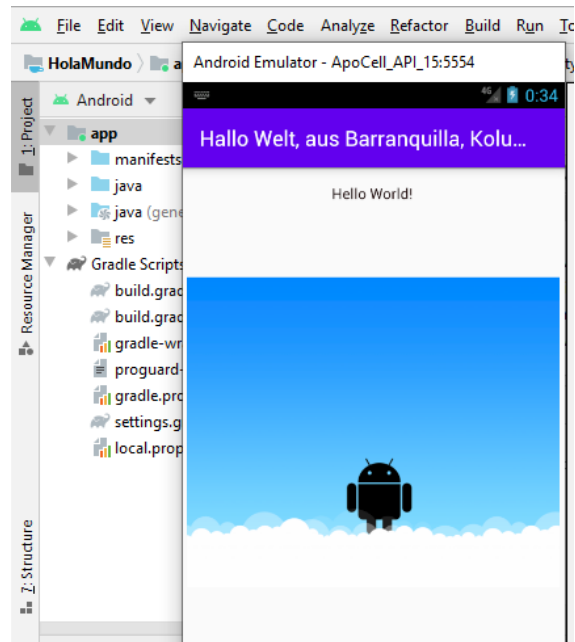 File Edit View Navigate Code Analyze Refactor Build Run To
HolaMundo a
Android Emulator - ApoCell_API_15:5554
1: Project
Resource Manager
7: Structure
Android
app
manifests
java
java (gene
res
Gradle Scripts
build.grad
build.grad
gradle-wr
proguard-
gradle.pro
settings.g
local.prop
4G 0:34
Hallo Welt, aus Barranquilla, Kolu...
Hello World!